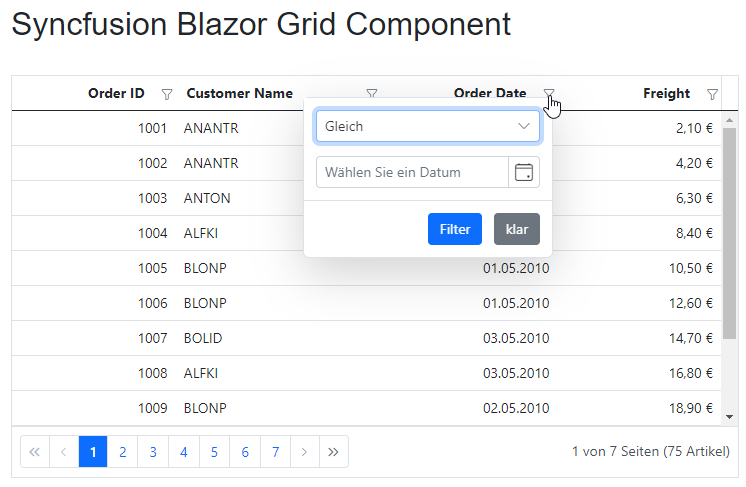 Syncfusion Blazor Grid Component
Order ID Customer Name Order Date Freight
1001 ANANTR 2,10 €
Gleich
1002 ANANTR 4,20 €
Wählen Sie ein Datum
1003 ANTON 6,30 €
1004 ALFKI 8,40 €
Filter klar
1005 BLONP 01.05.2010 10,50 €
1006 BLONP 01.05.2010 12,60 €
1007 BOLID 03.05.2010 14,70 €
1008 ALFKI 03.05.2010 16,80 €
1009 BLONP 02.05.2010 18,90 €
1 2 3 4 5 6 7 1 von 7 Seiten (75 Artikel)